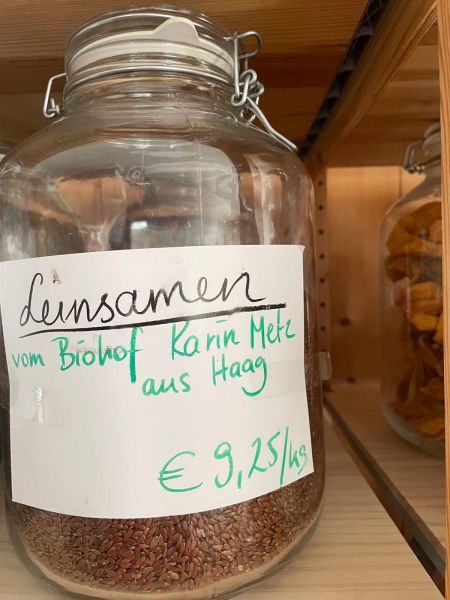 Leinsamen
vom Biohof Karin Metz
aus Haag
€ 9,25/kg